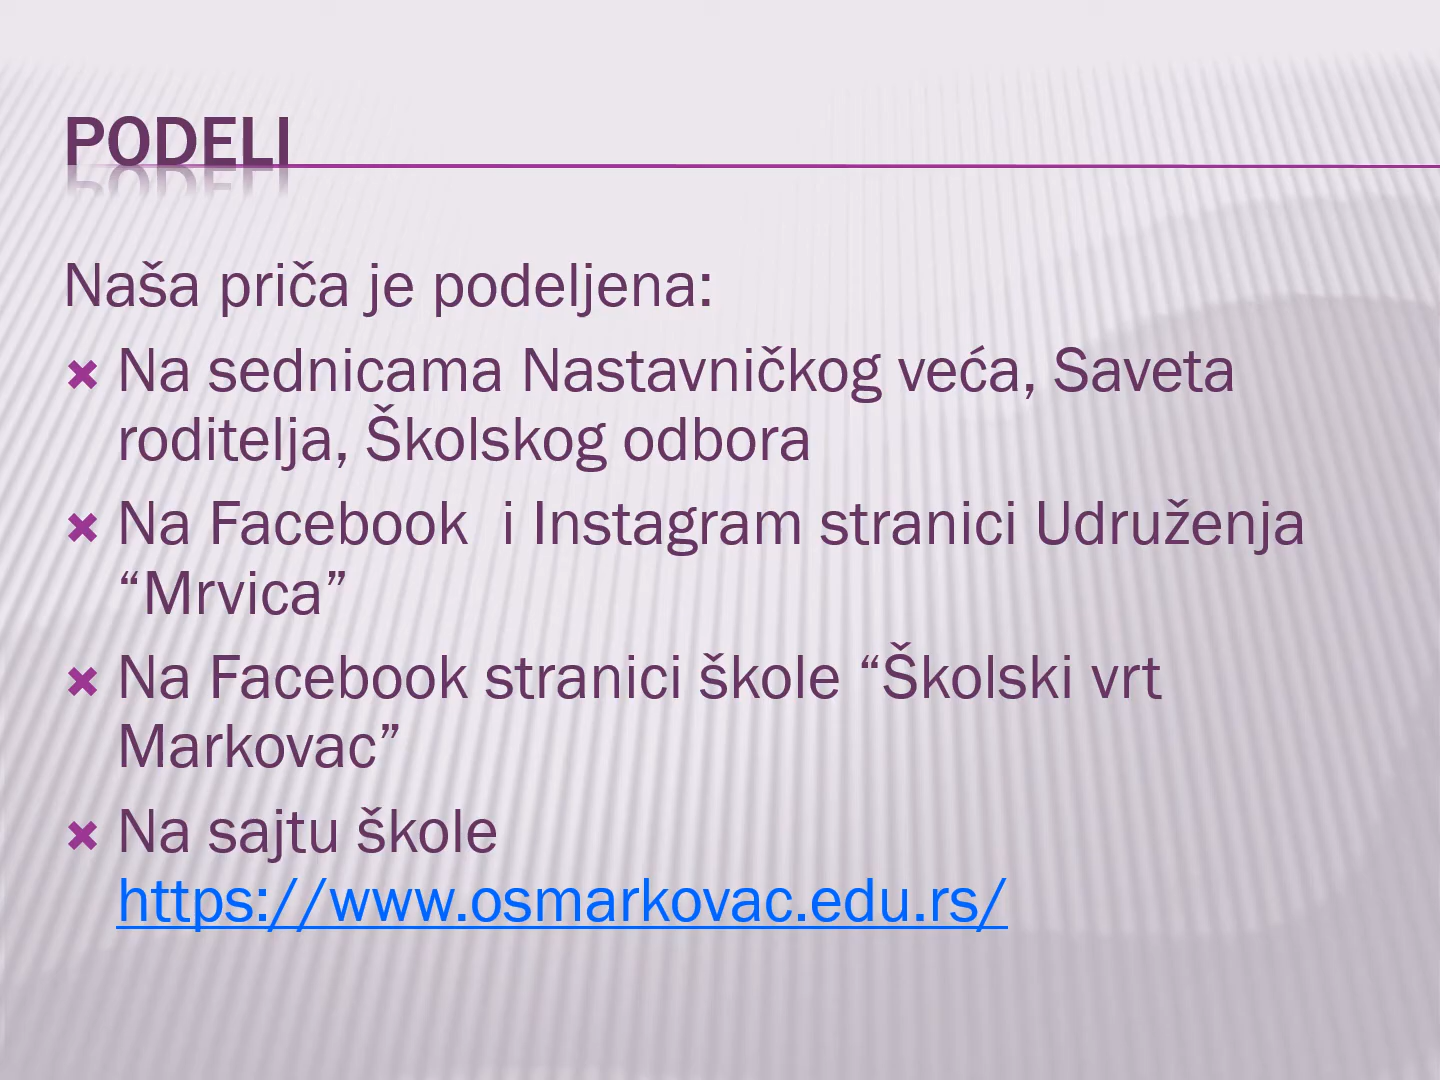 PODELI
Naša priča je podeljena:
Na sednicama Nastavničkog veća, Saveta
roditelja, Školskog odbora
Na Facebook  i Instagram stranici Udruženja
“Mrvica”
Na Facebook stranici škole “Školski vrt
Markovac”
Na sajtu škole
https://www.osmarkovac.edu.rs/